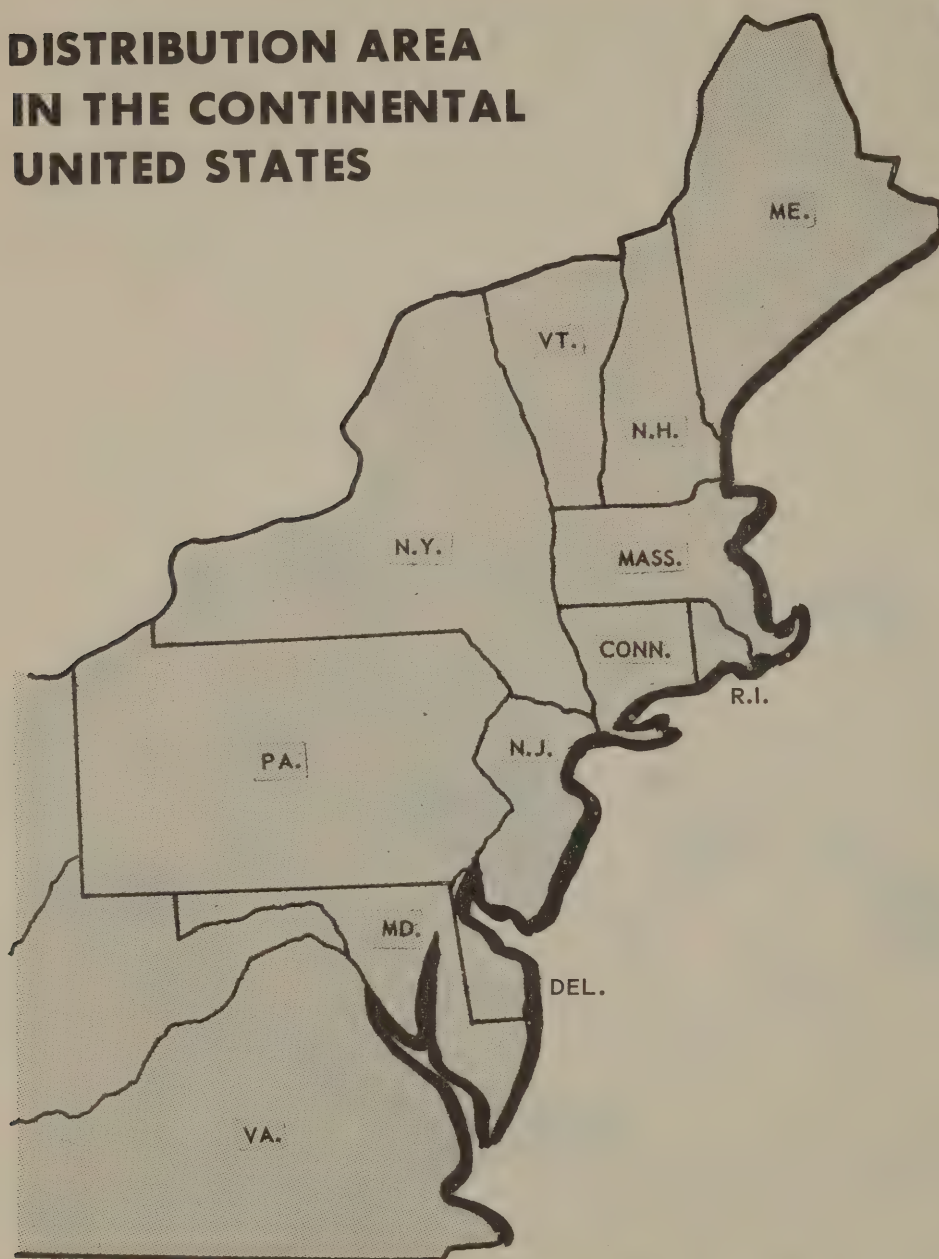 DISTRIBUTION AREA
IN THE CONTINENTAL
UNITED STATES
ME.
VT.
N.H.
N.Y.
MASS.
CONN.
R.I.
N.J.
PA.
MD.
DEL.
VA.